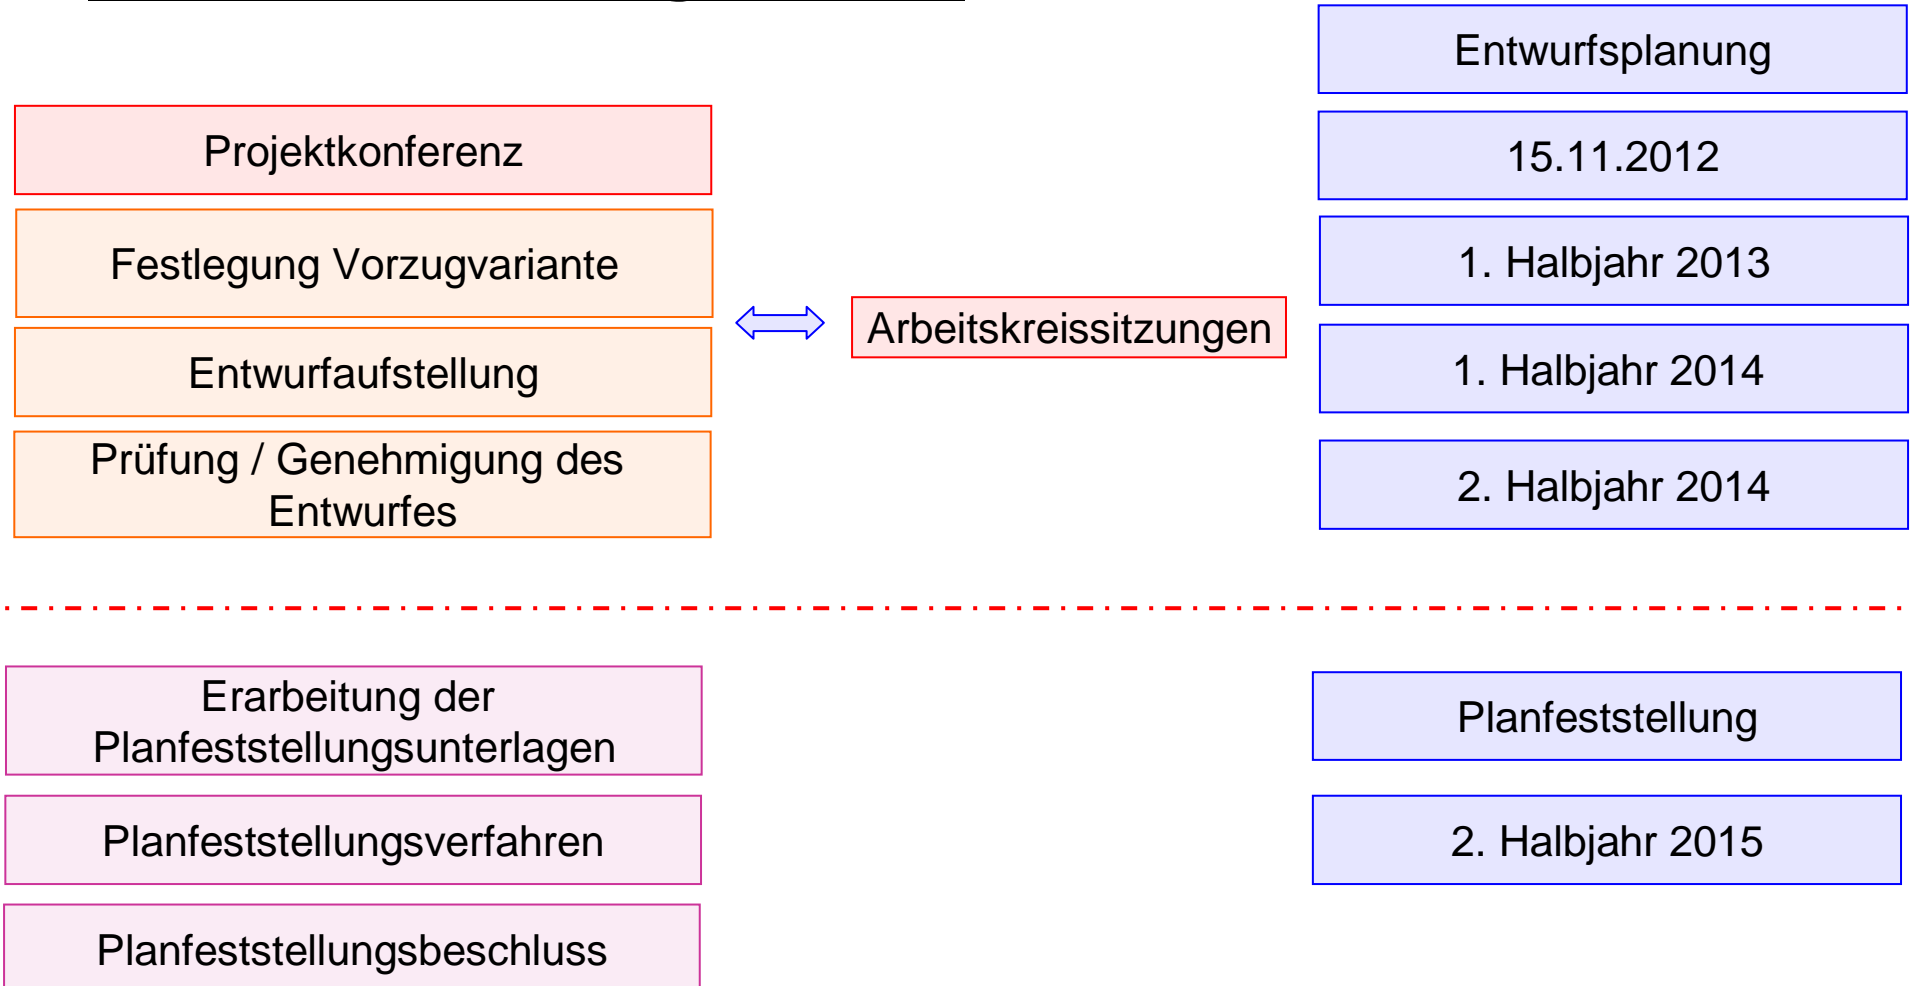 Entwurfsplanung
Projektkonferenz
15.11.2012
Festlegung Vorzugvariante
1. Halbjahr 2013
Arbeitskreissitzungen
Entwurfaufstellung
1. Halbjahr 2014
Prüfung / Genehmigung des
Entwurfes
2. Halbjahr 2014
Erarbeitung der
Planfeststellungsunterlagen
Planfeststellung
Planfeststellungsverfahren
2. Halbjahr 2015
Planfeststellungsbeschluss